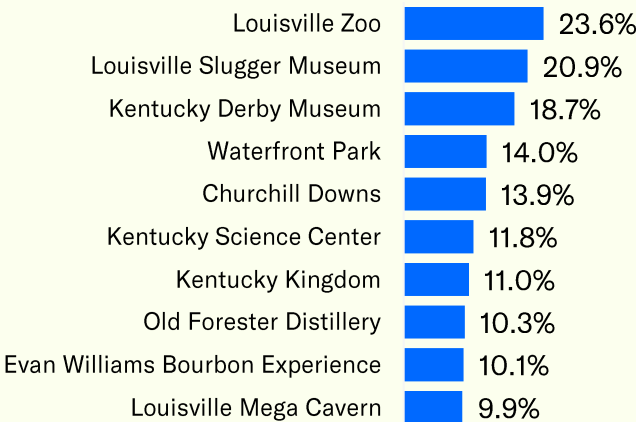 Louisville Zoo 23.6%
Louisville Slugger Museum 20.9%
Kentucky Derby Museum 18.7%
Waterfront Park 14.0%
Churchill Downs 13.9%
Kentucky Science Center 11.8%
Kentucky Kingdom 11.0%
Old Forester Distillery 10.3%
Evan Williams Bourbon Experience 10.1%
Louisville Mega Cavern 9.9%